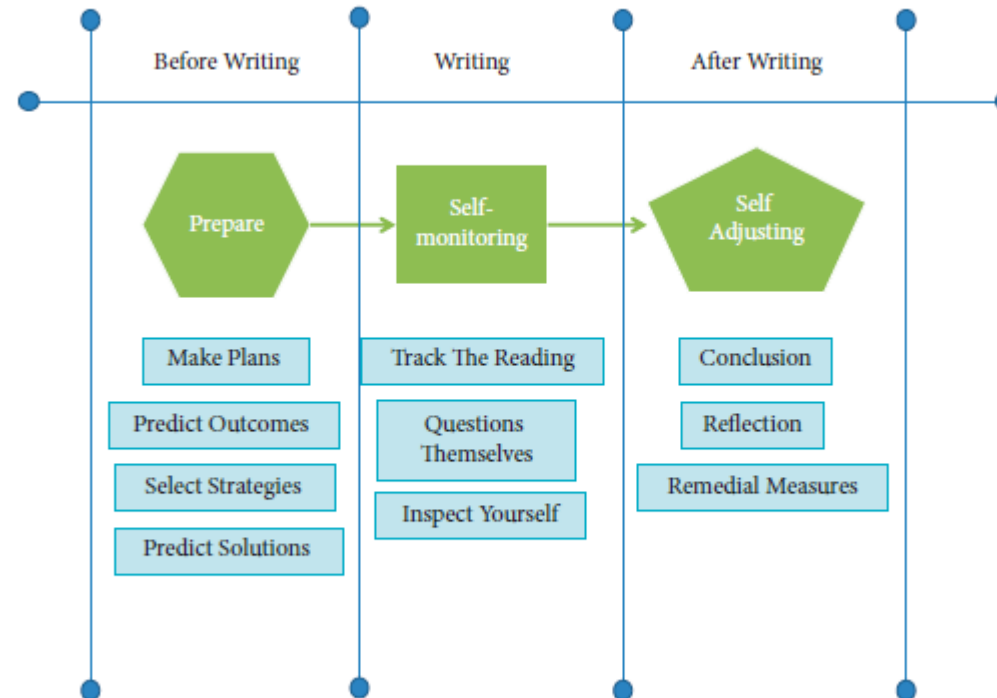 Before Writing
Writing
After Writing
Prepare
Self-
monitoring
Self
Adjusting
Make Plans
Track The Reading
Conclusion
Predict Outcomes
Questions
Themselves
Reflection
Select Strategies
Inspect Yourself
Remedial Measures
Predict Solutions